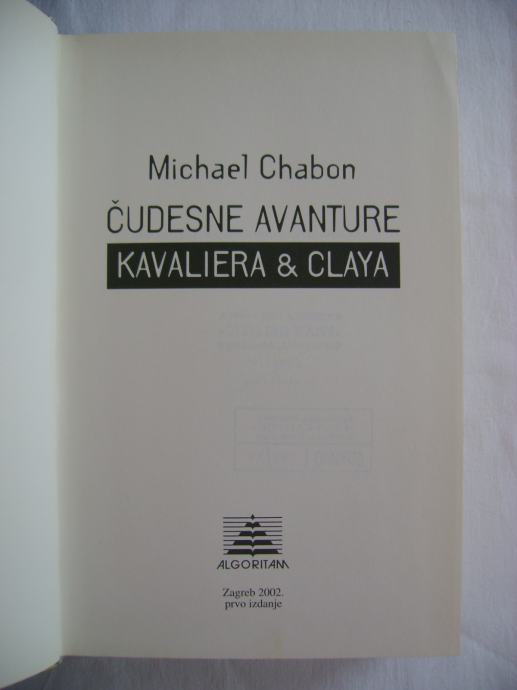 Michael Chabon
ČUDESNE AVANTURE
KAVALIERA & CLAYA
ALGORITAM
Zagreb 2002.
prvo izdanje